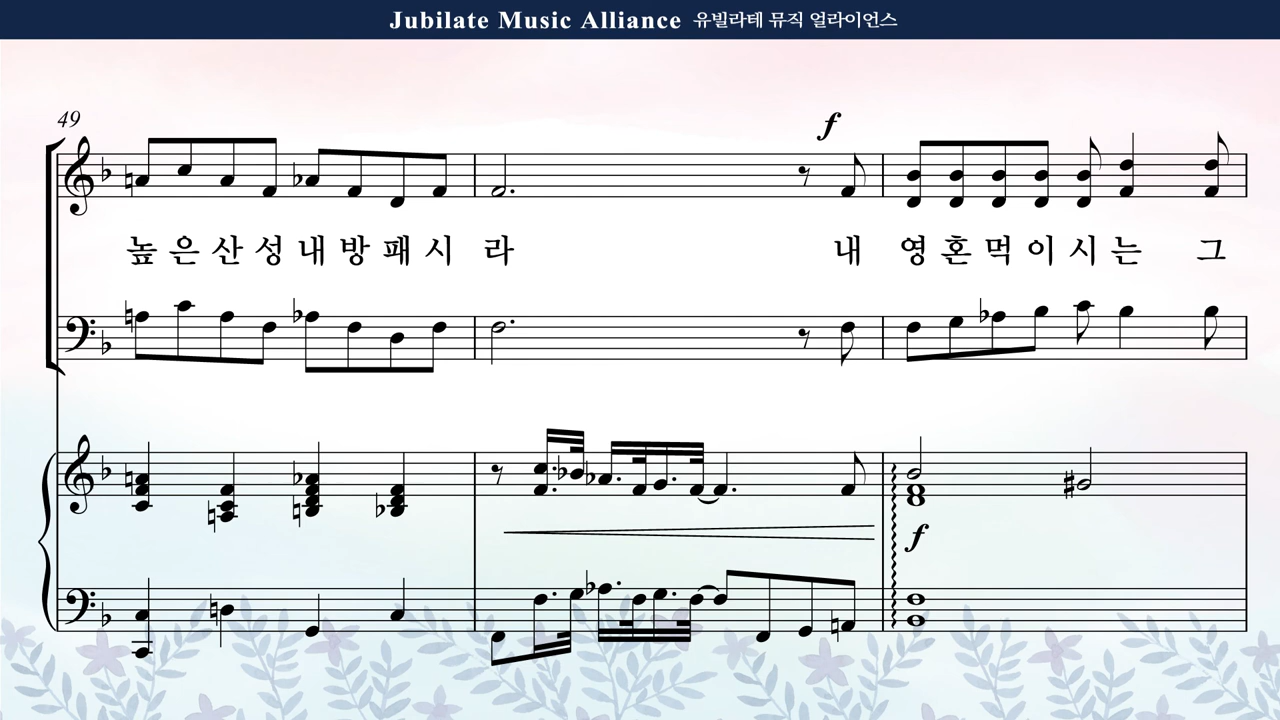 Jubilate Music Alliance 유빌라테 뮤직 얼라이언스
49
f
높 은 산 성 내 방 패 시 라 내 영 혼 먹 이 시 는 그
f